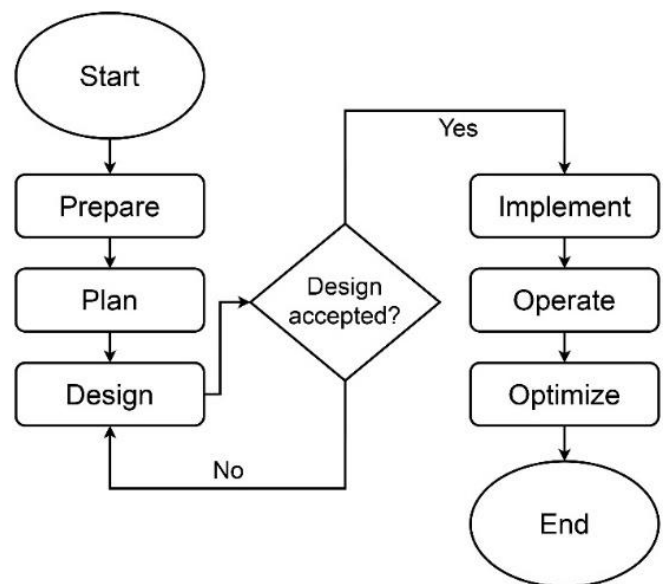 Start
Prepare
Plan
Design
No
Design
accepted?
Yes
Implement
Operate
Optimize
End